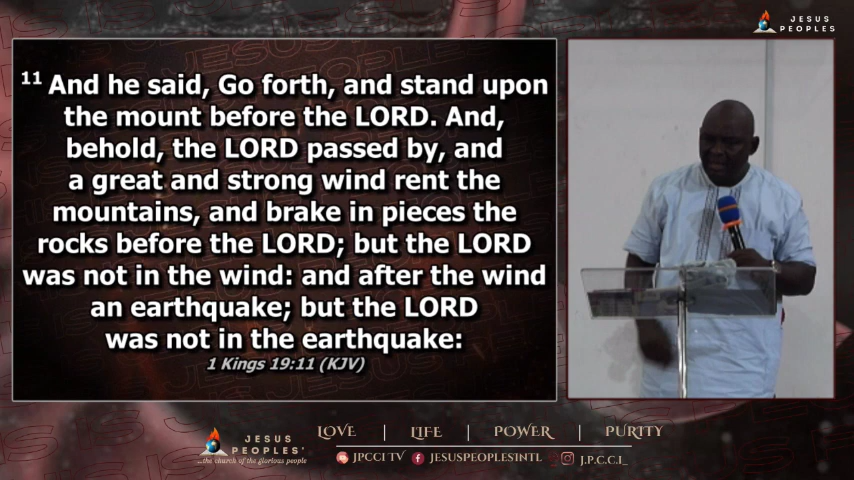 JESUS
PEOPLES
11 And he said, Go forth, and stand upon
the mount before the LORD. And,
behold, the LORD passed by, and
a great and strong wind rent the
mountains, and brake in pieces the
rocks before the LORD; but the LORD
was not in the wind: and after the wind
an earthquake; but the LORD
was not in the earthquake:
1 Kings 19:11 (KJV)
JESUS
PEOPLES'
...the church of the glorious people
LOVE | LIFE | POWER | PURITY
JPCCI TV JESUSPEOPLESINTL J.P.C.C.I_